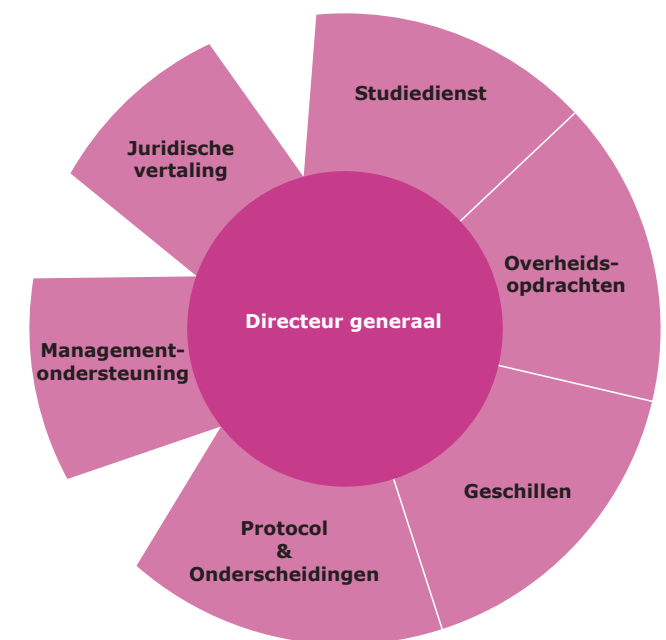 Studiedienst
Juridische
vertaling
Overheids-
opdrachten
Directeur generaal
Management-
ondersteuning
Geschillen
Protocol
&
Onderscheidingen